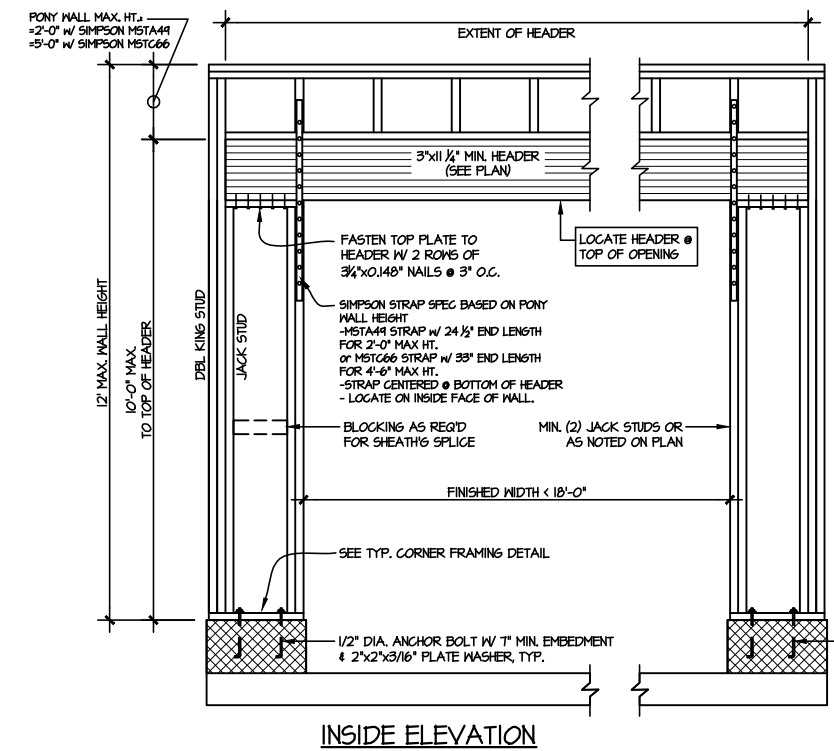 PONY WALL MAX. HT.:
=2'-0" W/ SIMPSON MSTA49
=5'-0" W/ SIMPSON MSTC66
EXTENT OF HEADER
3"x11 1/4" MIN. HEADER
(SEE PLAN)
FASTEN TOP PLATE TO
HEADER W/ 2 ROWS OF
3 1/4"x0.148" NAILS @ 3" O.C.
LOCATE HEADER @
TOP OF OPENING
SIMPSON STRAP SPEC BASED ON PONY
WALL HEIGHT
-MSTA49 STRAP w/ 24 1/2" END LENGTH
FOR 2'-0" MAX HT.
or MSTC66 STRAP w/ 33" END LENGTH
FOR 4'-6" MAX HT.
-STRAP CENTERED @ BOTTOM OF HEADER
- LOCATE ON INSIDE FACE OF WALL.
12' MAX. WALL HEIGHT
10'-0" MAX.
TO TOP OF HEADER
DBL KING STUD
JACK STUD
BLOCKING AS REQ'D
FOR SHEATH'G SPLICE
MIN. (2) JACK STUDS OR
AS NOTED ON PLAN
FINISHED WIDTH < 18'-0"
SEE TYP. CORNER FRAMING DETAIL
1/2" DIA. ANCHOR BOLT W/ 7" MIN. EMBEDMENT
& 2"x2"x3/16" PLATE WASHER, TYP.
INSIDE ELEVATION